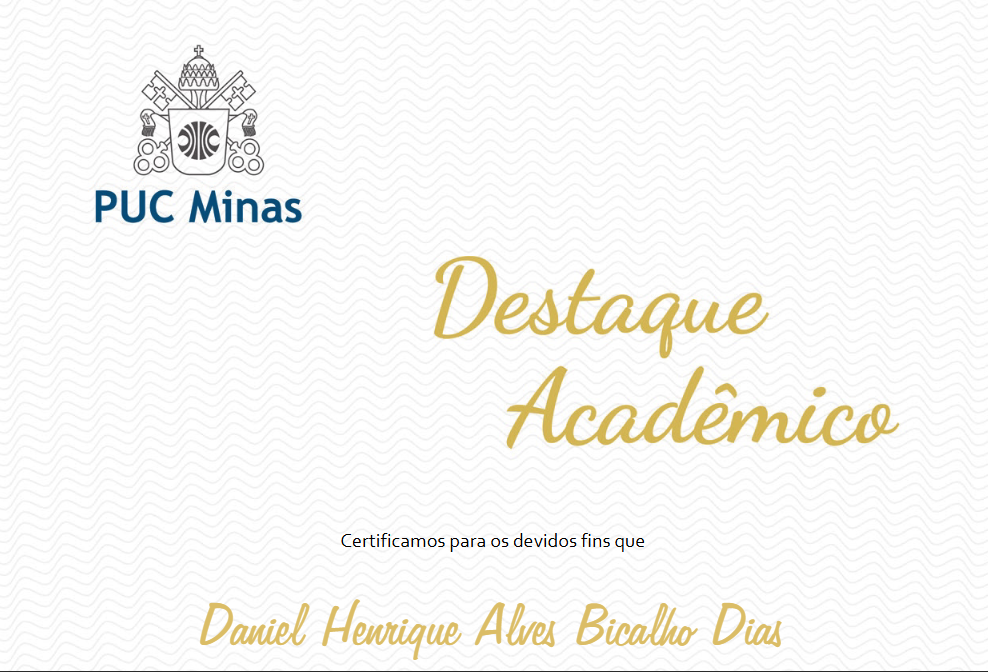 PUC Minas
Destaque
Acadêmico
Certificamos para os devidos fins que
Daniel Henrique Alves Bicalho Dias